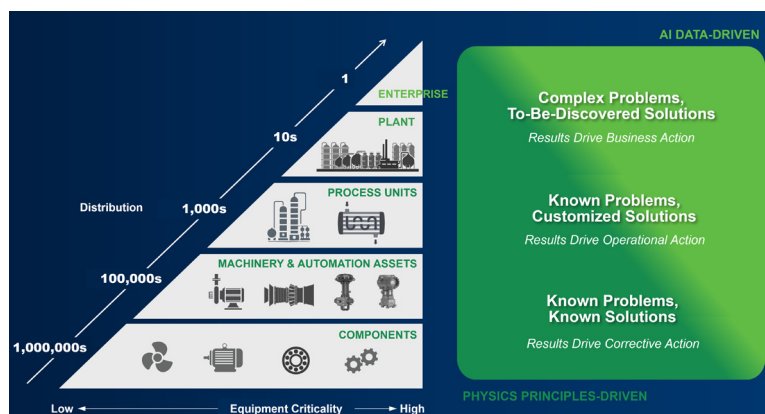 AI DATA-DRIVEN
1
ENTERPRISE
10s
PLANT
Distribution
1,000s
PROCESS UNITS
100,000s
MACHINERY & AUTOMATION ASSETS
1,000,000s
COMPONENTS
Low
Equipment Criticality
High
Complex Problems,
To-Be-Discovered Solutions
Results Drive Business Action
Known Problems,
Customized Solutions
Results Drive Operational Action
Known Problems,
Known Solutions
Results Drive Corrective Action
PHYSICS PRINCIPLES-DRIVEN